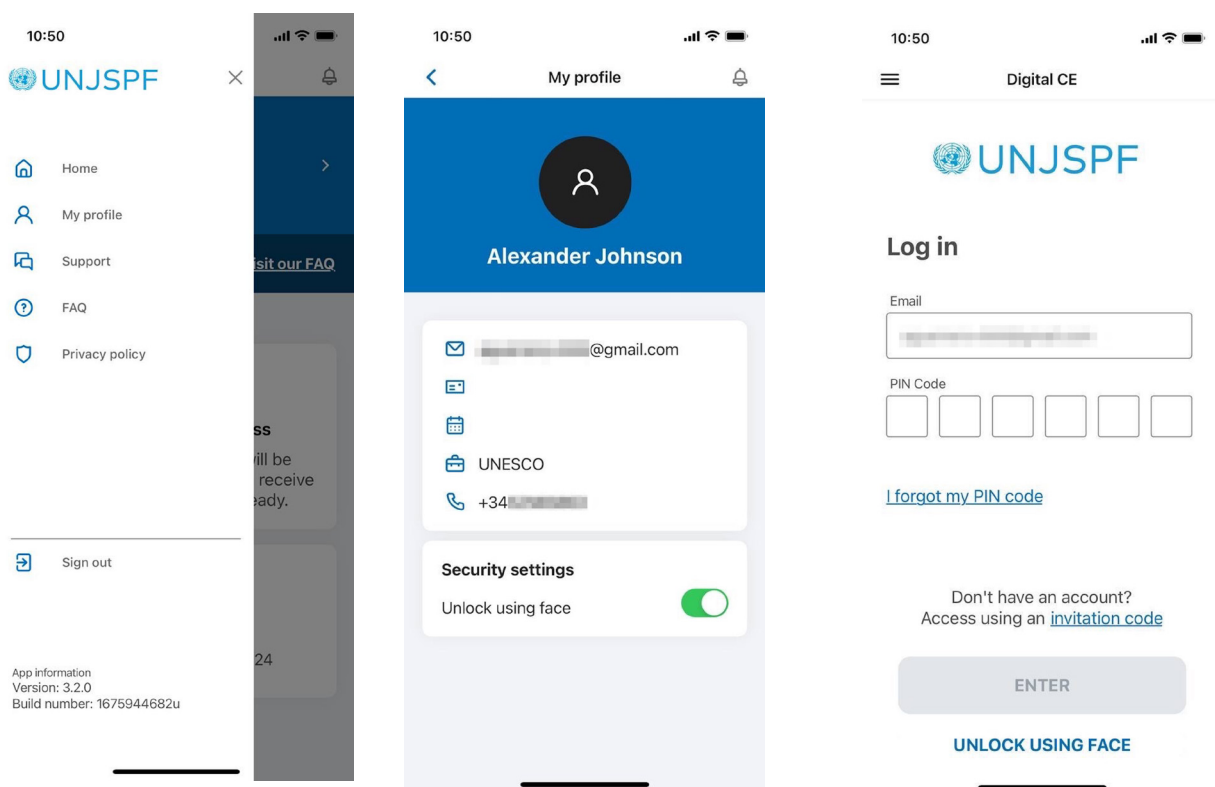 10:50
UNJSPF
Home
My profile
Support
isit our FAQ
FAQ
Privacy policy
ss
ill be
receive
eady.
Sign out
24
App information
Version: 3.2.0
Build number: 1675944682u
10:50
My profile
Alexander Johnson
@gmail.com
UNESCO
+34
Security settings
Unlock using face
10:50
Digital CE
UNJSPF
Log in
Email
PIN Code
I forgot my PIN code
Don't have an account?
Access using an invitation code
ENTER
UNLOCK USING FACE